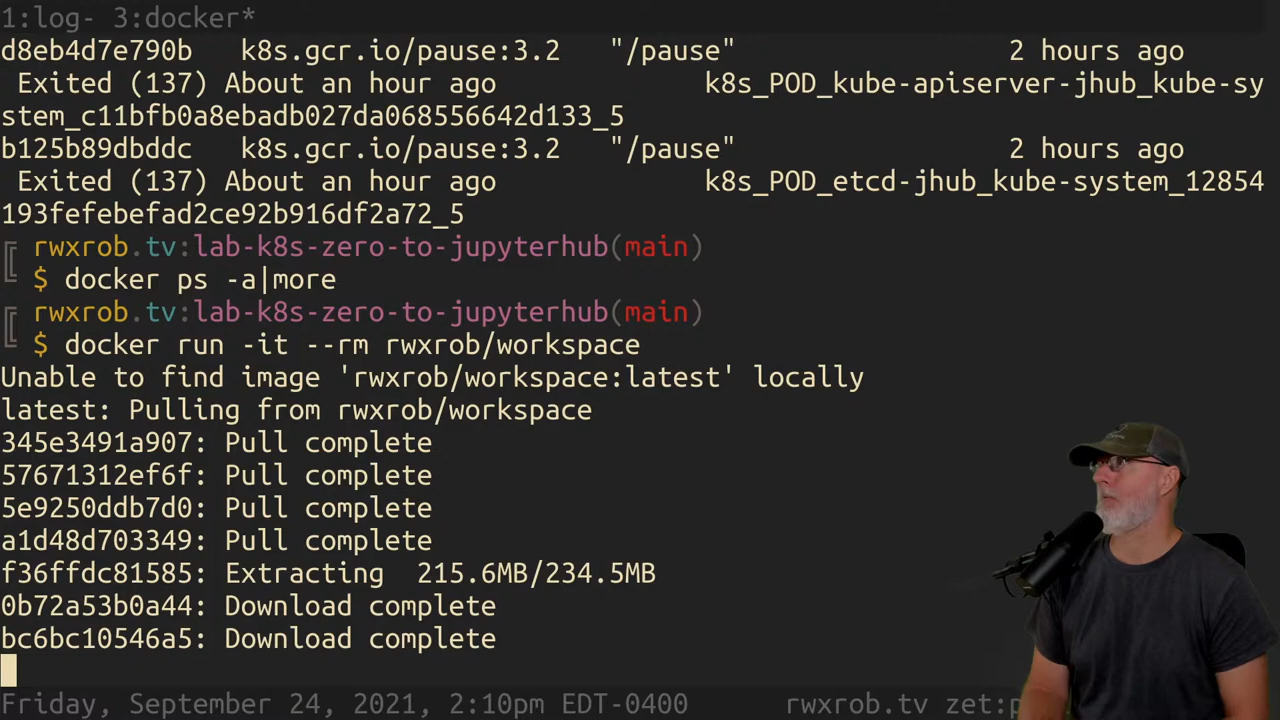 1:log- 3:docker*
d8eb4d7e790b   k8s.gcr.io/pause:3.2   "/pause"                 2 hours ago
 Exited (137) About an hour ago             k8s_POD_kube-apiserver-jhub_kube-sy
stem_c11bfb0a8ebadb027da068556642d133_5
b125b89dbddc   k8s.gcr.io/pause:3.2   "/pause"                 2 hours ago
 Exited (137) About an hour ago             k8s_POD_etcd-jhub_kube-system_12854
193fefebefad2ce92b916df2a72_5
rwxrob.tv:lab-k8s-zero-to-jupyterhub(main)
$ docker ps -a|more
rwxrob.tv:lab-k8s-zero-to-jupyterhub(main)
$ docker run -it --rm rwxrob/workspace
Unable to find image 'rwxrob/workspace:latest' locally
latest: Pulling from rwxrob/workspace
345e3491a907: Pull complete
57671312ef6f: Pull complete
5e9250ddb7d0: Pull complete
a1d48d703349: Pull complete
f36ffdc81585: Extracting  215.6MB/234.5MB
0b72a53b0a44: Download complete
bc6bc10546a5: Download complete
Friday, September 24, 2021, 2:10pm EDT-0400      rwxrob.tv zet:p